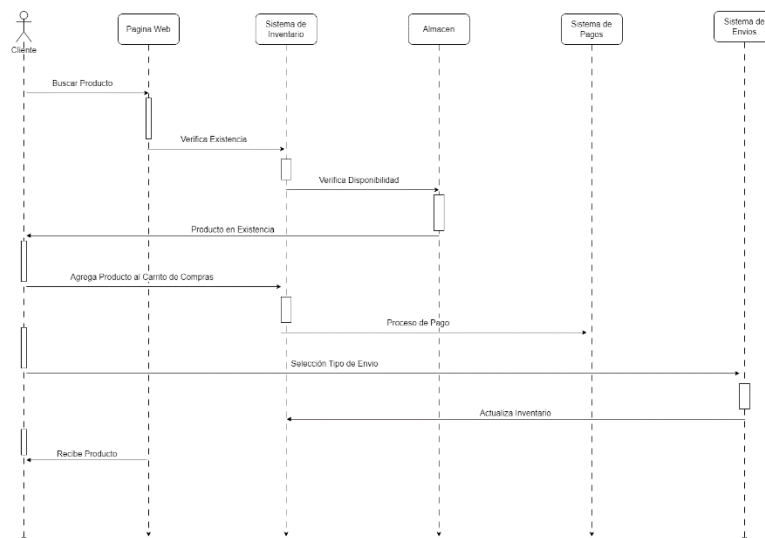 Cliente
Pagina Web
Sistema de
Inventario
Almacen
Sistema de
Pagos
Sistema de
Envios
Buscar Producto
Verifica Existencia
Verifica Disponibilidad
Producto en Existencia
Agrega Producto al Carrito de Compras
Proceso de Pago
Selección Tipo de Envio
Actualiza Inventario
Recibe Producto